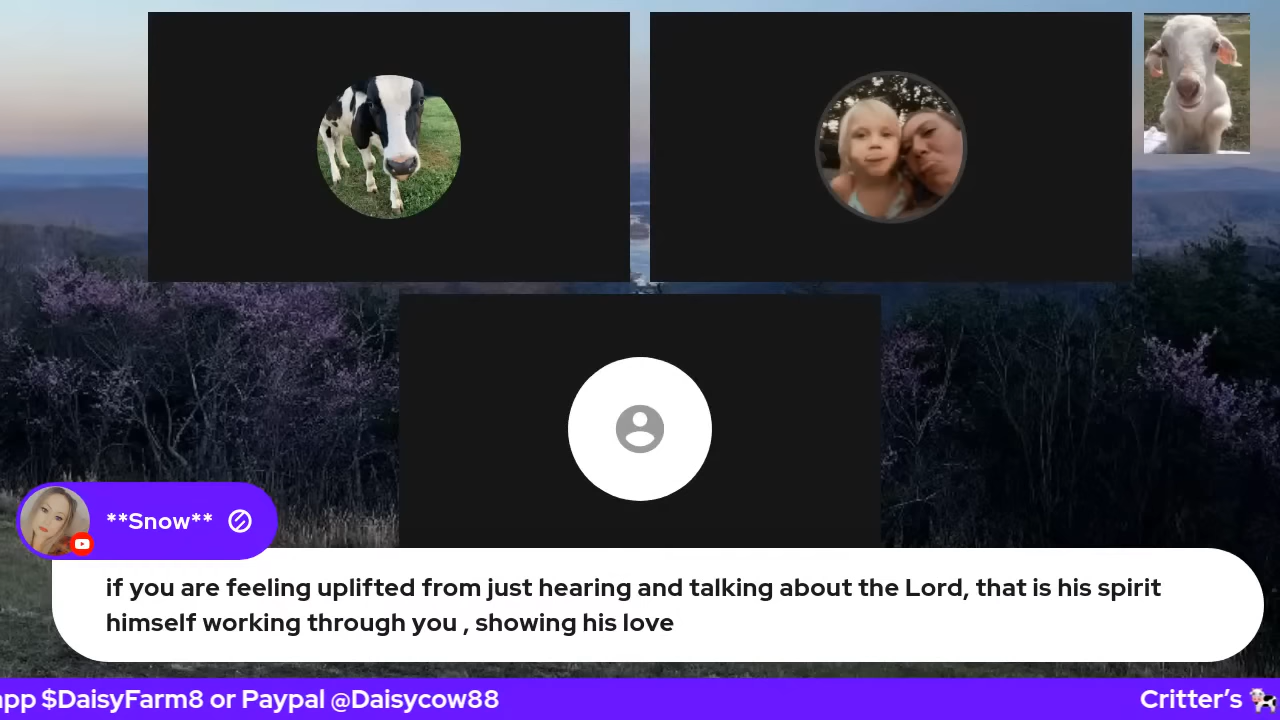 **Snow**
if you are feeling uplifted from just hearing and talking about the Lord, that is his spirit
himself working through you , showing his love
app $DaisyFarm8 or Paypal @Daisycow88
Critter’s 🐄